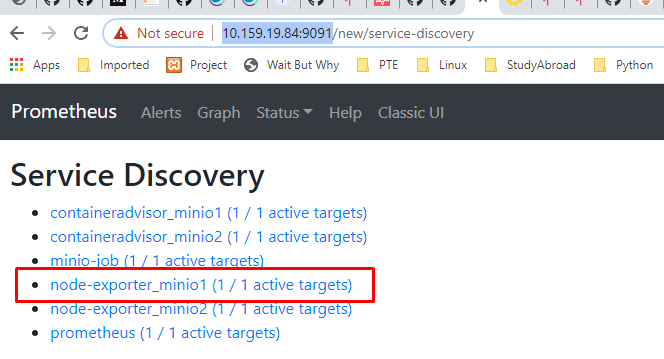 Not secure | 10.159.19.84:9091/new/service-discovery
Apps Imported Project Wait But Why PTE Linux StudyAbroad Python
Prometheus Alerts Graph Status Help Classic UI
Service Discovery
containeradvisor_minio1 (1 / 1 active targets)
containeradvisor_minio2 (1 / 1 active targets)
minio-job (1 / 1 active targets)
node-exporter_minio1 (1 / 1 active targets)
node-exporter_minio2 (1 / 1 active targets)
prometheus (1 / 1 active targets)